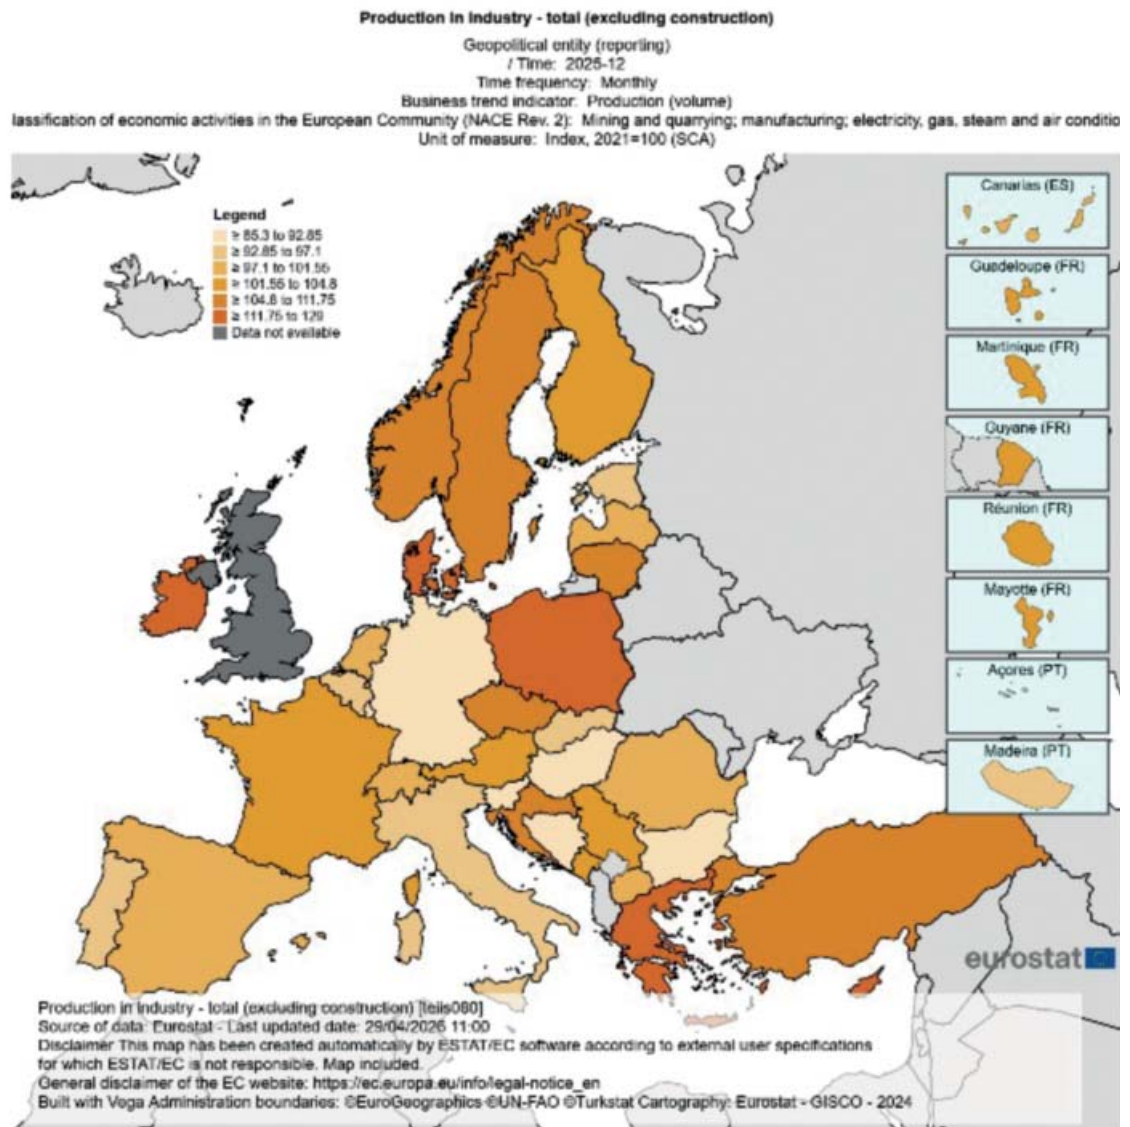 Production in industry - total (excluding construction)
Geopolitical entity (reporting)
/ Time: 2025-12
Time frequency: Monthly
Business trend indicator: Production (volume)
lassification of economic activities in the European Community (NACE Rev. 2): Mining and quarrying; manufacturing; electricity, gas, steam and air conditio
Unit of measure: Index, 2021=100 (SCA)
Legend
≥ 85.3 to 92.85
≥ 92.85 to 97.1
≥ 97.1 to 101.55
≥ 101.55 to 104.8
≥ 104.8 to 111.75
≥ 111.75 to 129
Data not available
Canarias (ES)
Guadeloupe (FR)
Martinique (FR)
Guyane (FR)
Réunion (FR)
Mayotte (FR)
Açores (PT)
Madeira (PT)
eurostat
Production in industry - total (excluding construction) [teiis080]
Source of data: Eurostat - Last updated date: 29/04/2026 11:00
Disclaimer This map has been created automatically by ESTAT/EC software according to external user specifications
for which ESTAT/EC is not responsible. Map included.
General disclaimer of the EC website: https://ec.europa.eu/info/legal-notice_en
Built with Vega Administration boundaries: ©EuroGeographics ©UN-FAO ©Turkstat Cartography: Eurostat - GISCO - 2024